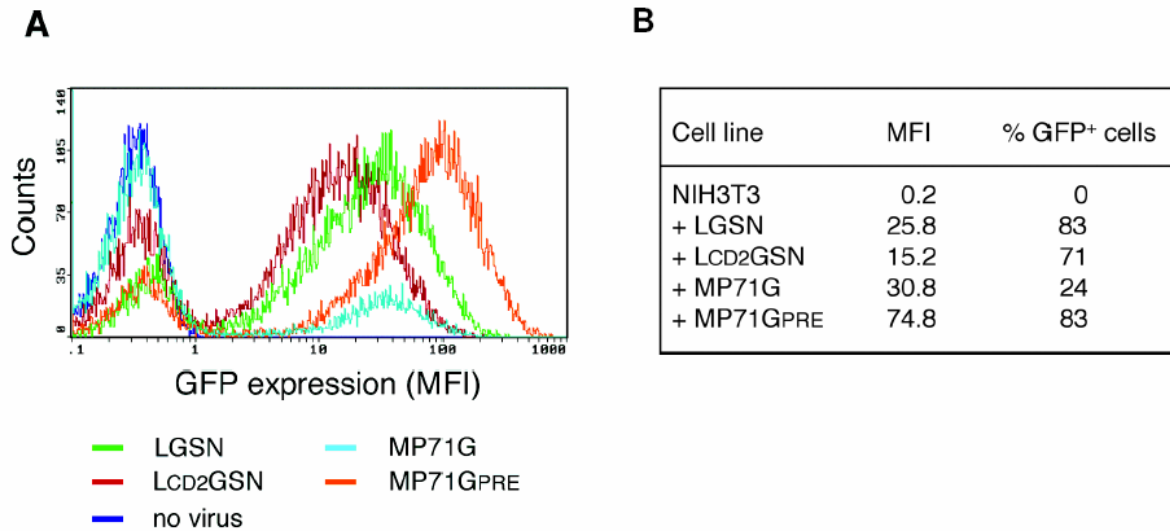 A
Counts
140
105
70
35
0
.1 1 10 100 1000
GFP expression (MFI)
LGSN
LCD2GSN
no virus
MP71G
MP71GPRE
B
Cell line MFI % GFP⁺ cells
NIH3T3 0.2 0
+ LGSN 25.8 83
+ LCD2GSN 15.2 71
+ MP71G 30.8 24
+ MP71GPRE 74.8 83